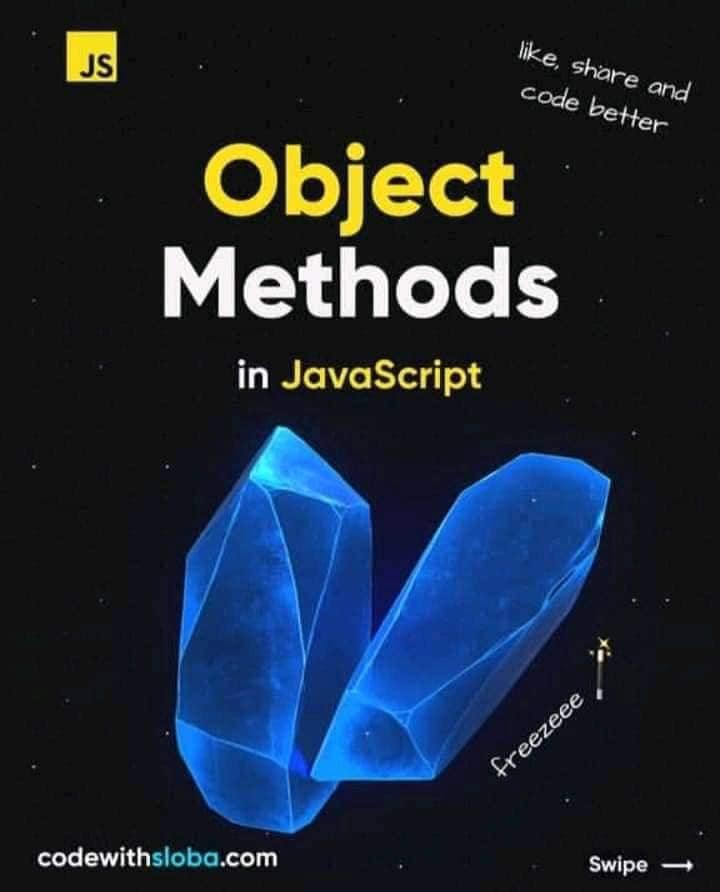 JS
like, share and
code better
Object
Methods
in JavaScript
freezeee
codewithsloba.com
Swipe →